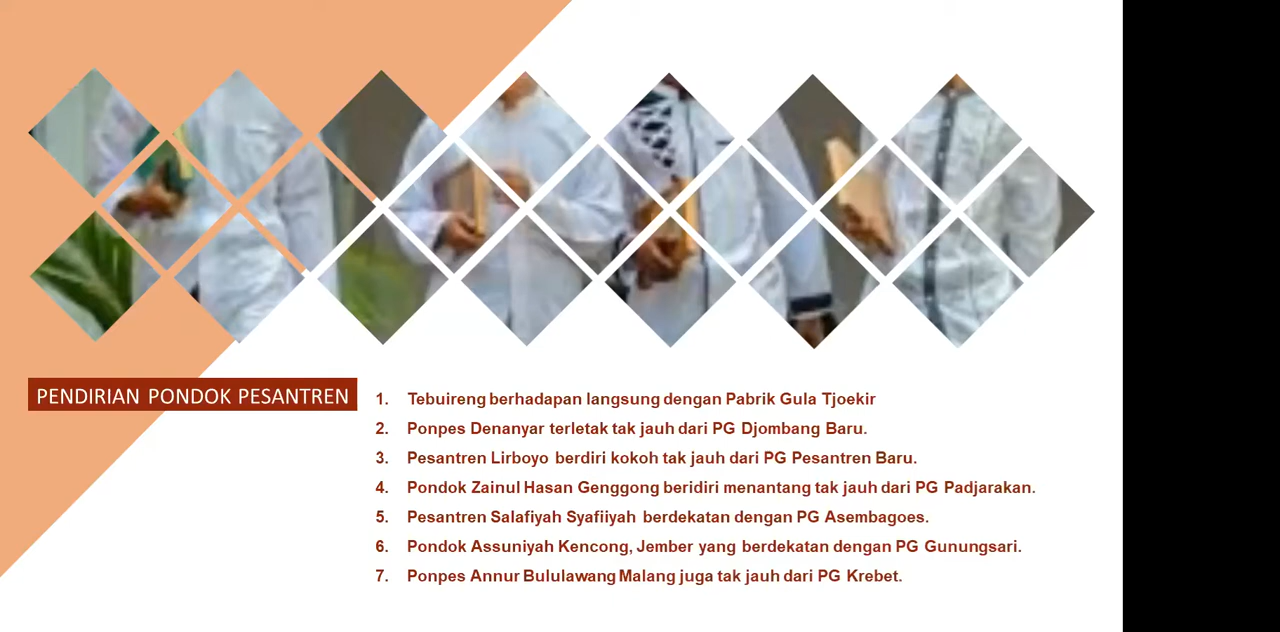 PENDIRIAN PONDOK PESANTREN
1. Tebuireng berhadapan langsung dengan Pabrik Gula Tjoekir
2. Ponpes Denanyar terletak tak jauh dari PG Djombang Baru.
3. Pesantren Lirboyo berdiri kokoh tak jauh dari PG Pesantren Baru.
4. Pondok Zainul Hasan Genggong beridiri menantang tak jauh dari PG Padjarakan.
5. Pesantren Salafiyah Syafiiyah berdekatan dengan PG Asembagoes.
6. Pondok Assuniyah Kencong, Jember yang berdekatan dengan PG Gunungsari.
7. Ponpes Annur Bululawang Malang juga tak jauh dari PG Krebet.